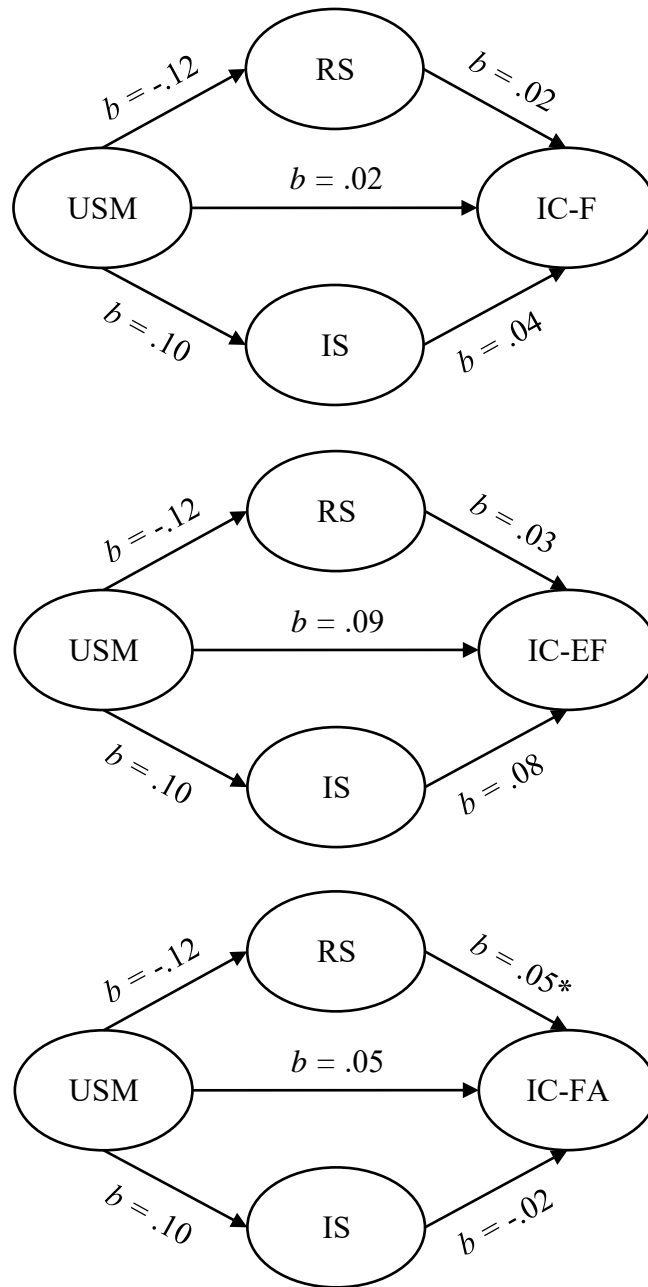 RS
b = -.12
b = .02
USM
b = .02
IC-F
b = .10
IS
b = .04
RS
b = -.12
b = .03
USM
b = .09
IC-EF
b = .10
IS
b = .08
RS
b = -.12
b = .05*
USM
b = .05
IC-FA
b = .10
IS
b = -.02